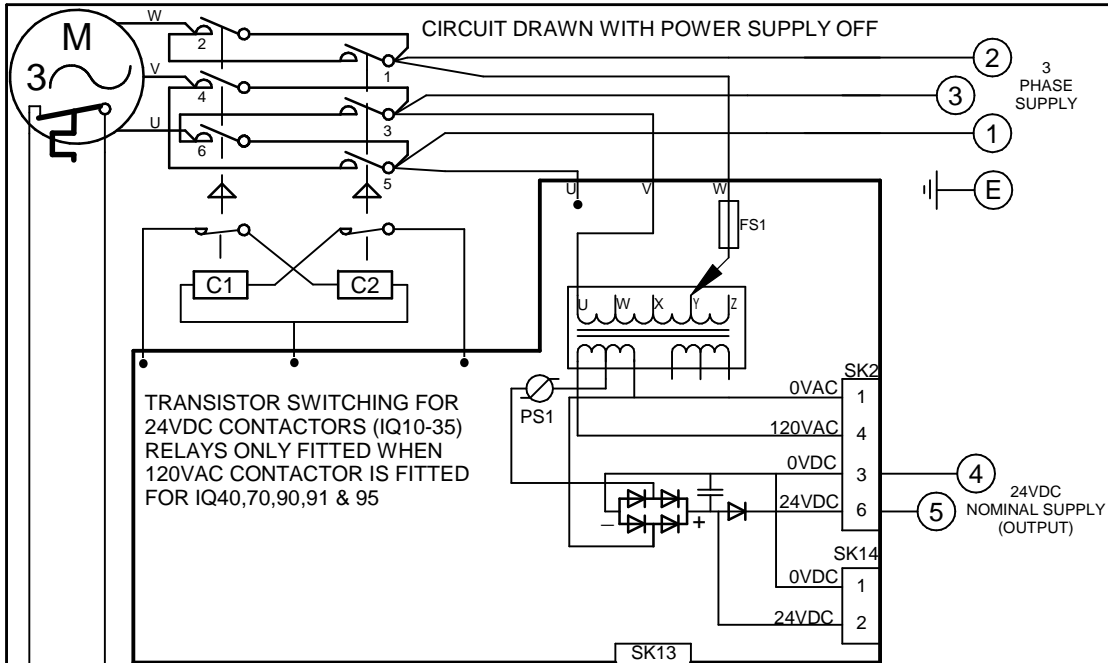 CIRCUIT DRAWN WITH POWER SUPPLY OFF
W
M
3
2
1
2
3
PHASE
SUPPLY
V
4
3
3
U
6
5
1
E
U
V
W
FS1
C1
C2
U
W
X
Y
Z
SK2
PS1
0VAC
1
120VAC
4
0VDC
3
4
24VDC
6
5
24VDC
NOMINAL SUPPLY
(OUTPUT)
TRANSISTOR SWITCHING FOR
24VDC CONTACTORS (IQ10-35)
RELAYS ONLY FITTED WHEN
120VAC CONTACTOR IS FITTED
FOR IQ40,70,90,91 & 95
– +
SK14
0VDC
1
24VDC
2
SK13